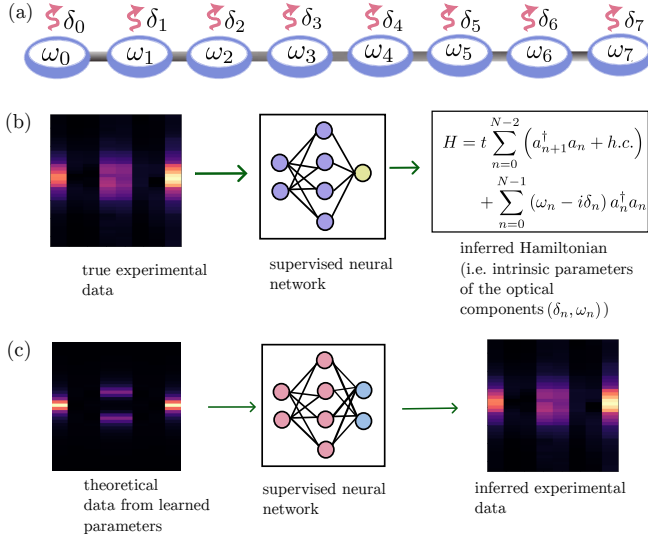 (a)
δ₀ δ₁ δ₂ δ₃ δ₄ δ₅ δ₆ δ₇
ω₀ ω₁ ω₂ ω₃ ω₄ ω₅ ω₆ ω₇
(b)
H = t ∑_{n=0}^{N−2} (a†_{n+1} a_n + h.c.)
+ ∑_{n=0}^{N−1} (ω_n − iδ_n) a†_n a_n
true experimental
data
supervised neural
network
inferred Hamiltonian
(i.e. intrinsic parameters
of the optical
components (δ_n, ω_n))
(c)
theoretical
data from learned
parameters
supervised neural
network
inferred experimental
data